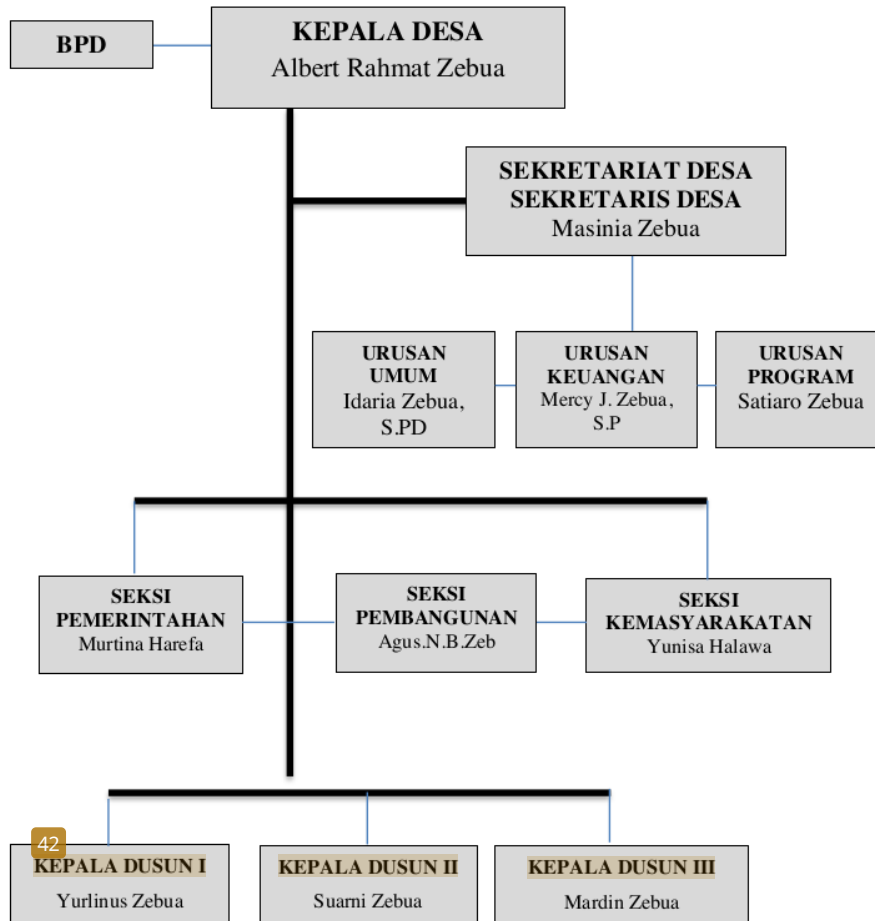 BPD
KEPALA DESA
Albert Rahmat Zebua
SEKRETARIAT DESA
SEKRETARIS DESA
Masinia Zebua
URUSAN
UMUM
Idaria Zebua,
S.PD
URUSAN
KEUANGAN
Mercy J. Zebua,
S.P
URUSAN
PROGRAM
Satiaro Zebua
SEKSI
PEMERINTAHAN
Murtina Harefa
SEKSI
PEMBANGUNAN
Agus.N.B.Zeb
SEKSI
KEMASYARAKATAN
Yunisa Halawa
42
KEPALA DUSUN I
Yurlinus Zebua
KEPALA DUSUN II
Suarni Zebua
KEPALA DUSUN III
Mardin Zebua